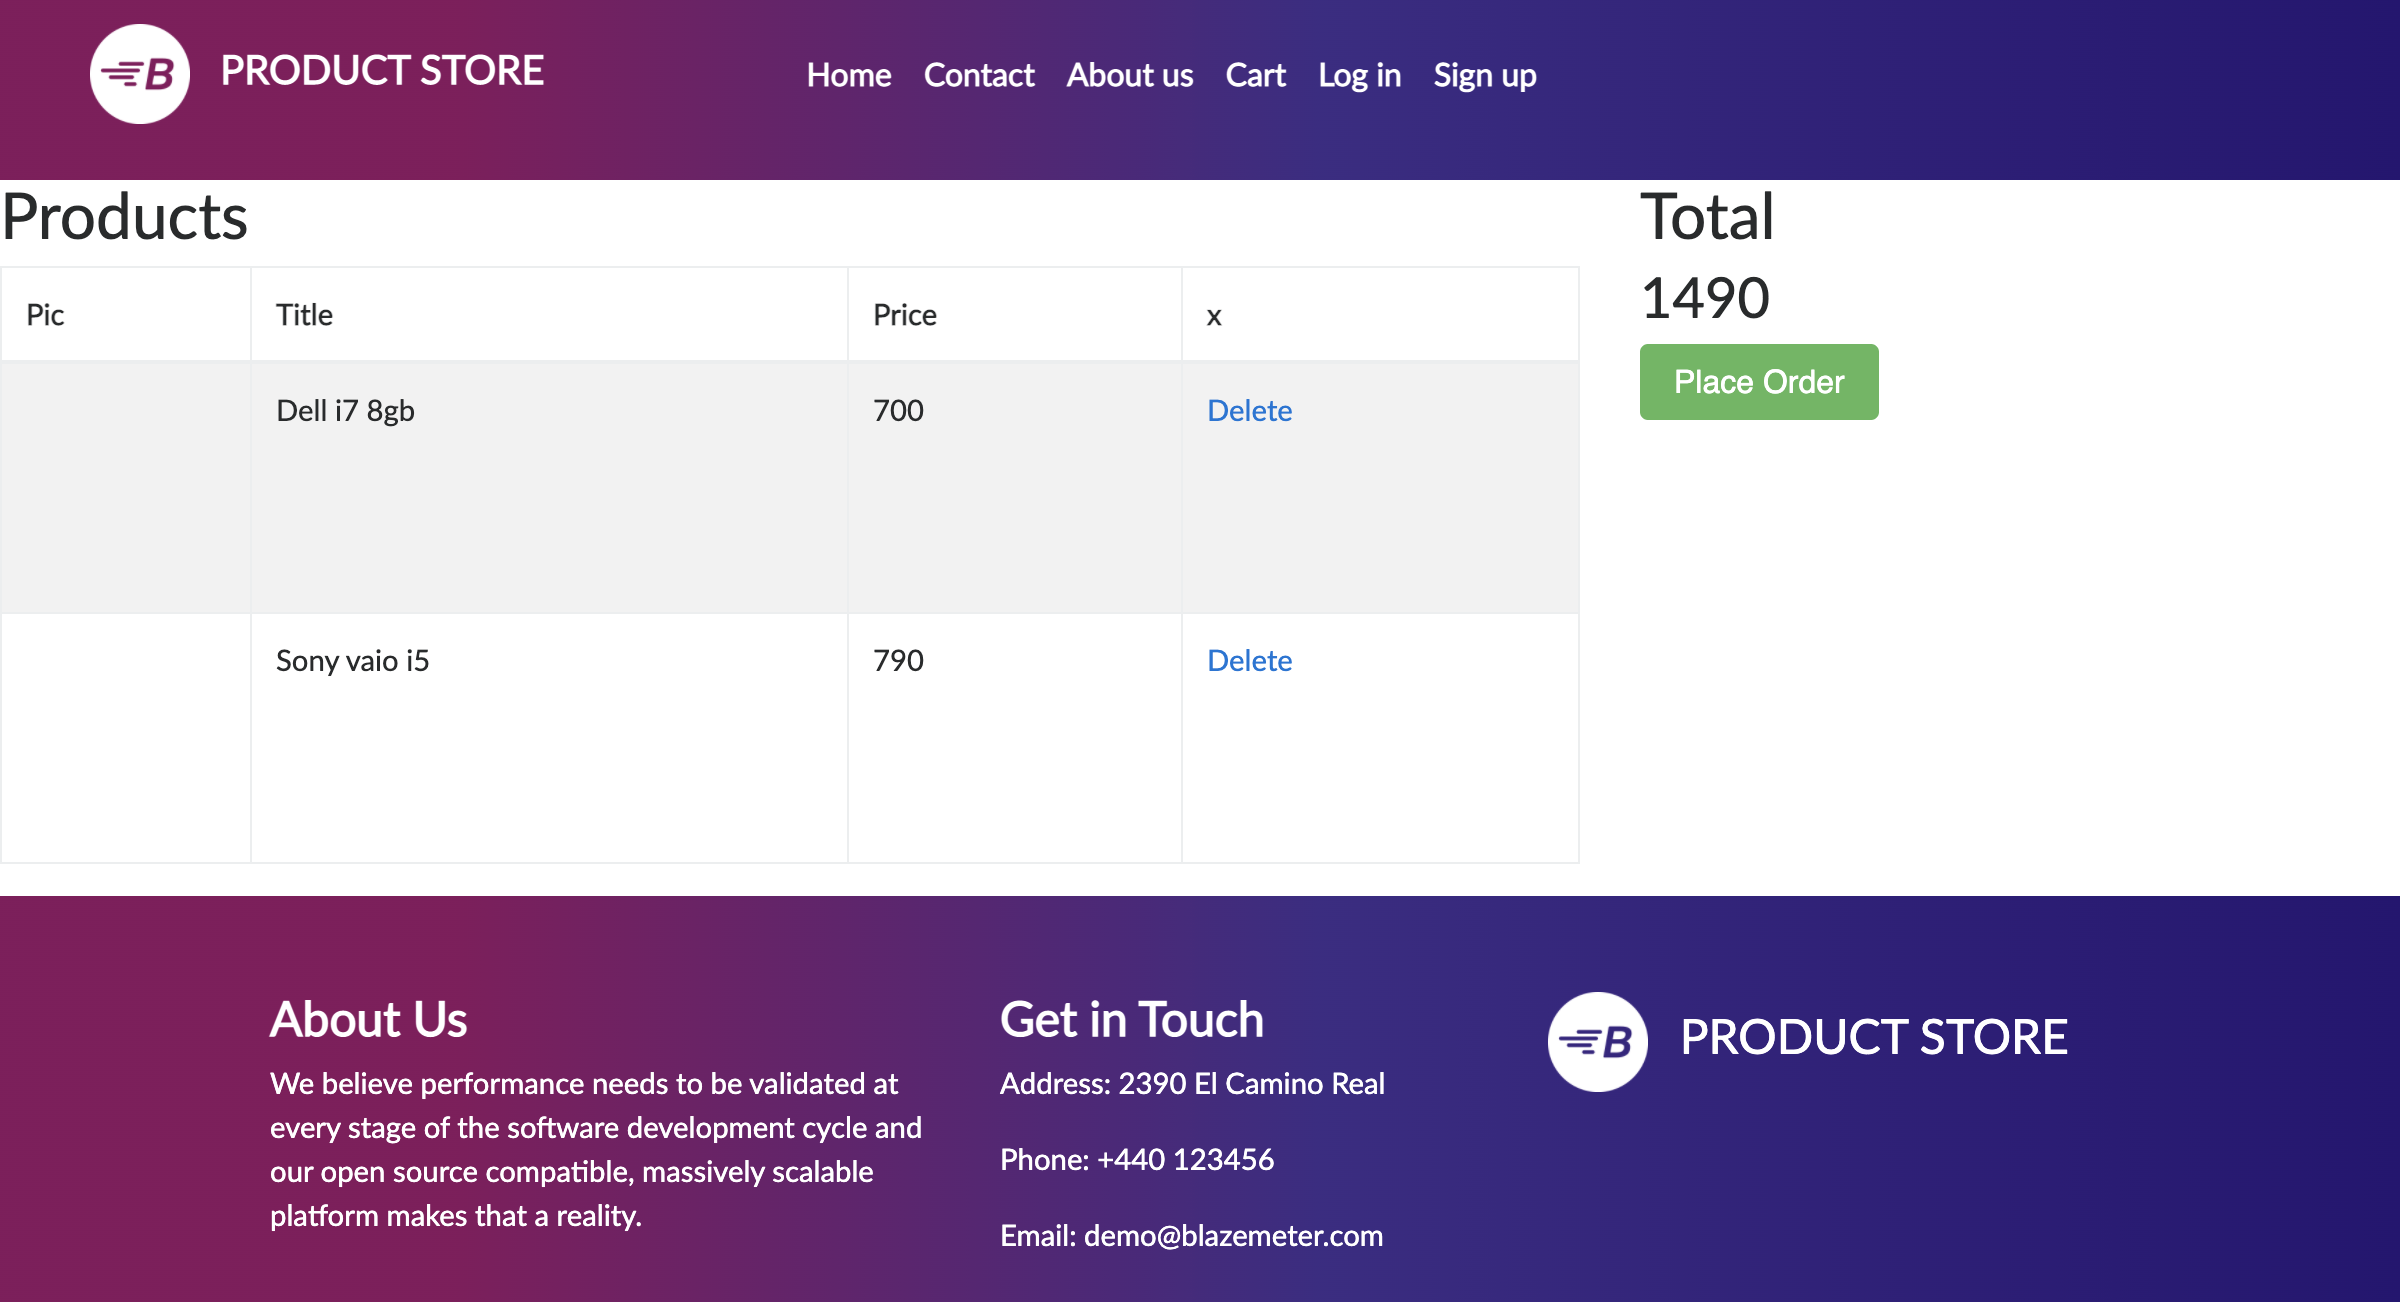 B PRODUCT STORE Home Contact About us Cart Log in Sign up
Products
Total
1490
Place Order
Pic Title Price x
Dell i7 8gb 700 Delete
Sony vaio i5 790 Delete
About Us
We believe performance needs to be validated at
every stage of the software development cycle and
our open source compatible, massively scalable
platform makes that a reality.
Get in Touch
Address: 2390 El Camino Real
Phone: +440 123456
Email: demo@blazemeter.com
B PRODUCT STORE